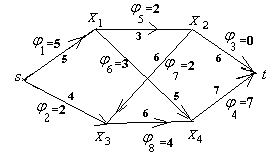 φ₅=2
X₁ 3 X₂
φ₁=5 φ₃=0
5 φ₆=3 φ₇=2 6
s 6 t
4 5 7
φ₂=2 φ₄=7
X₃ 6 X₄
φ₈=4